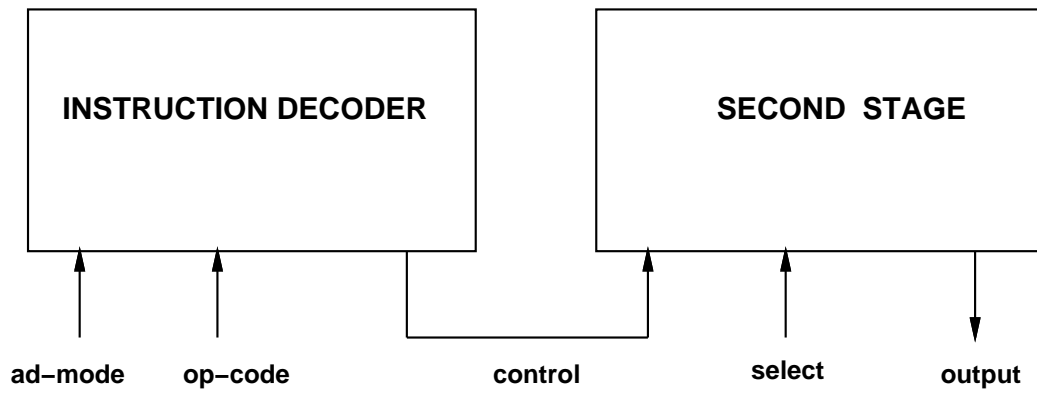 INSTRUCTION DECODER
SECOND STAGE
ad−mode
op−code
control
select
output